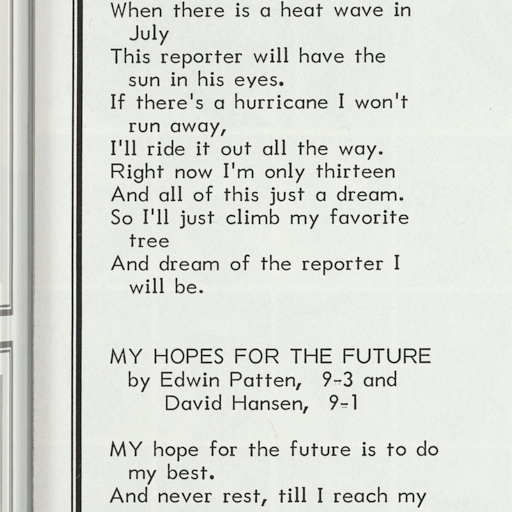 When there is a heat wave in
July
This reporter will have the
sun in his eyes.
If there's a hurricane I won't
run away,
I'll ride it out all the way.
Right now I'm only thirteen
And all of this just a dream.
So I'll just climb my favorite
tree
And dream of the reporter I
will be.
MY HOPES FOR THE FUTURE
by Edwin Patten, 9-3 and
David Hansen, 9-1
MY hope for the future is to do
my best.
And never rest, till I reach my